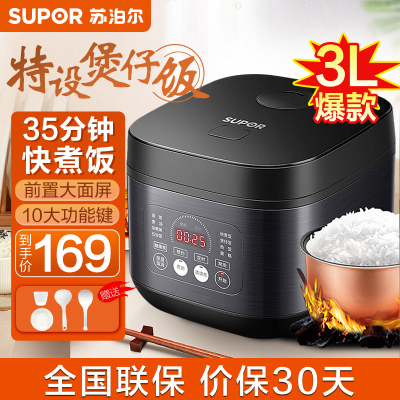 SUPOR 苏泊尔
特设煲仔饭
3L
爆款
35分钟
快煮饭
前置大面屏
10大功能键
到手价
¥169
赠送
SUPOR
00:25
全国联保 价保30天